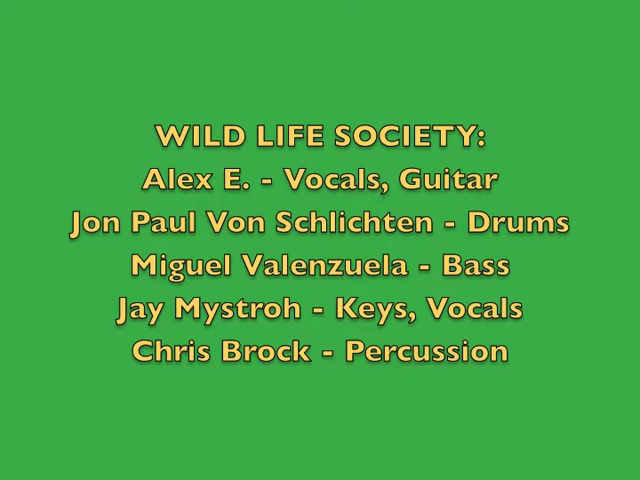 WILD LIFE SOCIETY:
Alex E. - Vocals, Guitar
Jon Paul Von Schlichten - Drums
Miguel Valenzuela - Bass
Jay Mystroh - Keys, Vocals
Chris Brock - Percussion